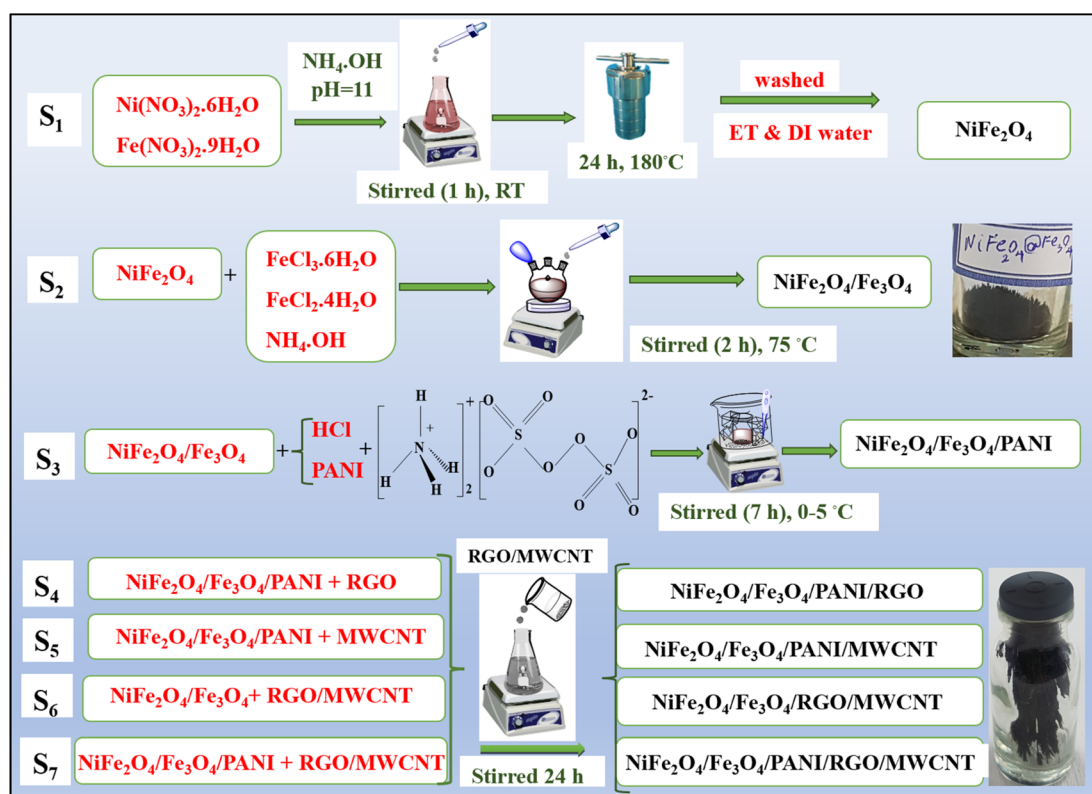 S1
Ni(NO3)2.6H2O
Fe(NO3)2.9H2O
NH4.OH
pH=11
Stirred (1 h), RT
24 h, 180°C
washed
ET & DI water
NiFe2O4
S2
NiFe2O4
+
FeCl3.6H2O
FeCl2.4H2O
NH4.OH
Stirred (2 h), 75 °C
NiFe2O4/Fe3O4
NiFeO4@Fe3O4
2
S3
NiFe2O4/Fe3O4
+
HCl
PANI
+
H
N
+
H
H
H
+
2
O
O
S
O
O
O
O
S
O
O
2-
Stirred (7 h), 0-5 °C
NiFe2O4/Fe3O4/PANI
RGO/MWCNT
S4
NiFe2O4/Fe3O4/PANI + RGO
NiFe2O4/Fe3O4/PANI/RGO
S5
NiFe2O4/Fe3O4/PANI + MWCNT
NiFe2O4/Fe3O4/PANI/MWCNT
S6
NiFe2O4/Fe3O4+ RGO/MWCNT
NiFe2O4/Fe3O4/RGO/MWCNT
S7
NiFe2O4/Fe3O4/PANI + RGO/MWCNT
Stirred 24 h
NiFe2O4/Fe3O4/PANI/RGO/MWCNT